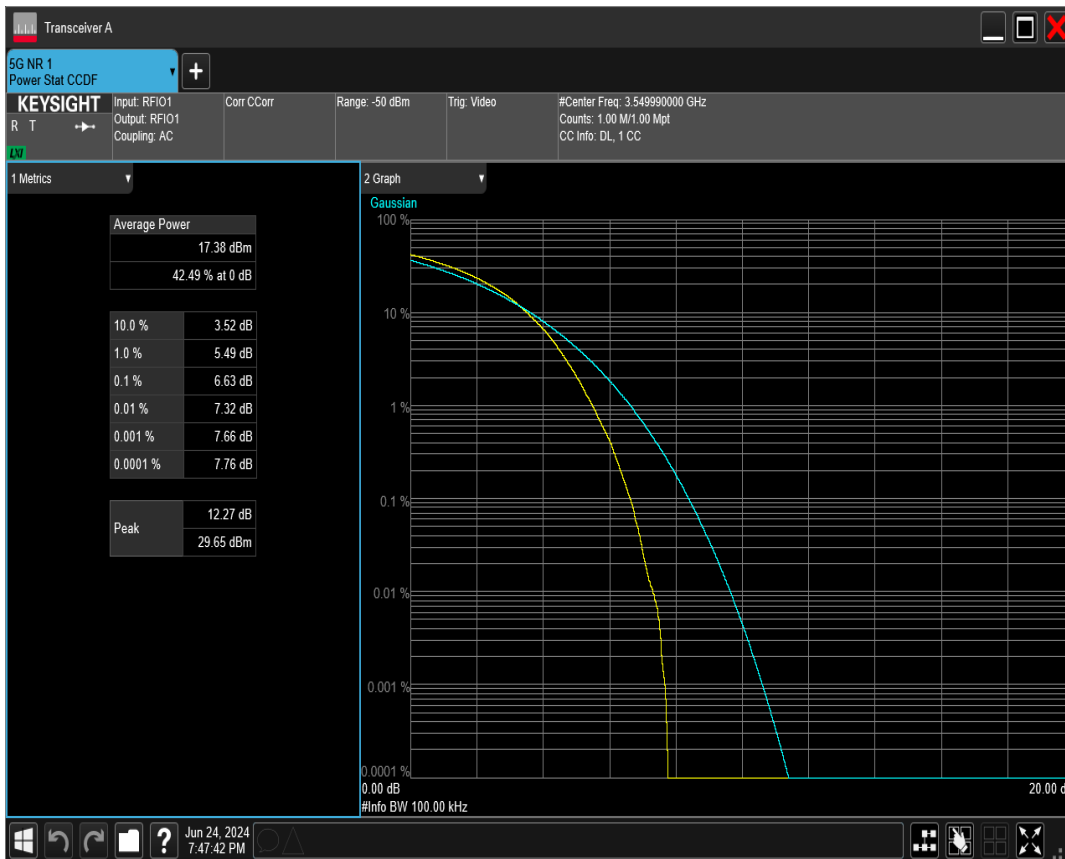 Transceiver A
5G NR 1
Power Stat CCDF
KEYSIGHT
R T
LXI
Input: RFIO1
Output: RFIO1
Coupling: AC
Corr CCorr
Range: -50 dBm
Trig: Video
#Center Freq: 3.549990000 GHz
Counts: 1.00 M/1.00 Mpt
CC Info: DL, 1 CC
1 Metrics
Average Power
17.38 dBm
42.49 % at 0 dB
10.0 % 3.52 dB
1.0 % 5.49 dB
0.1 % 6.63 dB
0.01 % 7.32 dB
0.001 % 7.66 dB
0.0001 % 7.76 dB
Peak
12.27 dB
29.65 dBm
2 Graph
Gaussian
100 %
10 %
1 %
0.1 %
0.01 %
0.001 %
0.0001 %
0.00 dB
20.00 d
#Info BW 100.00 kHz
?
Jun 24, 2024
7:47:42 PM